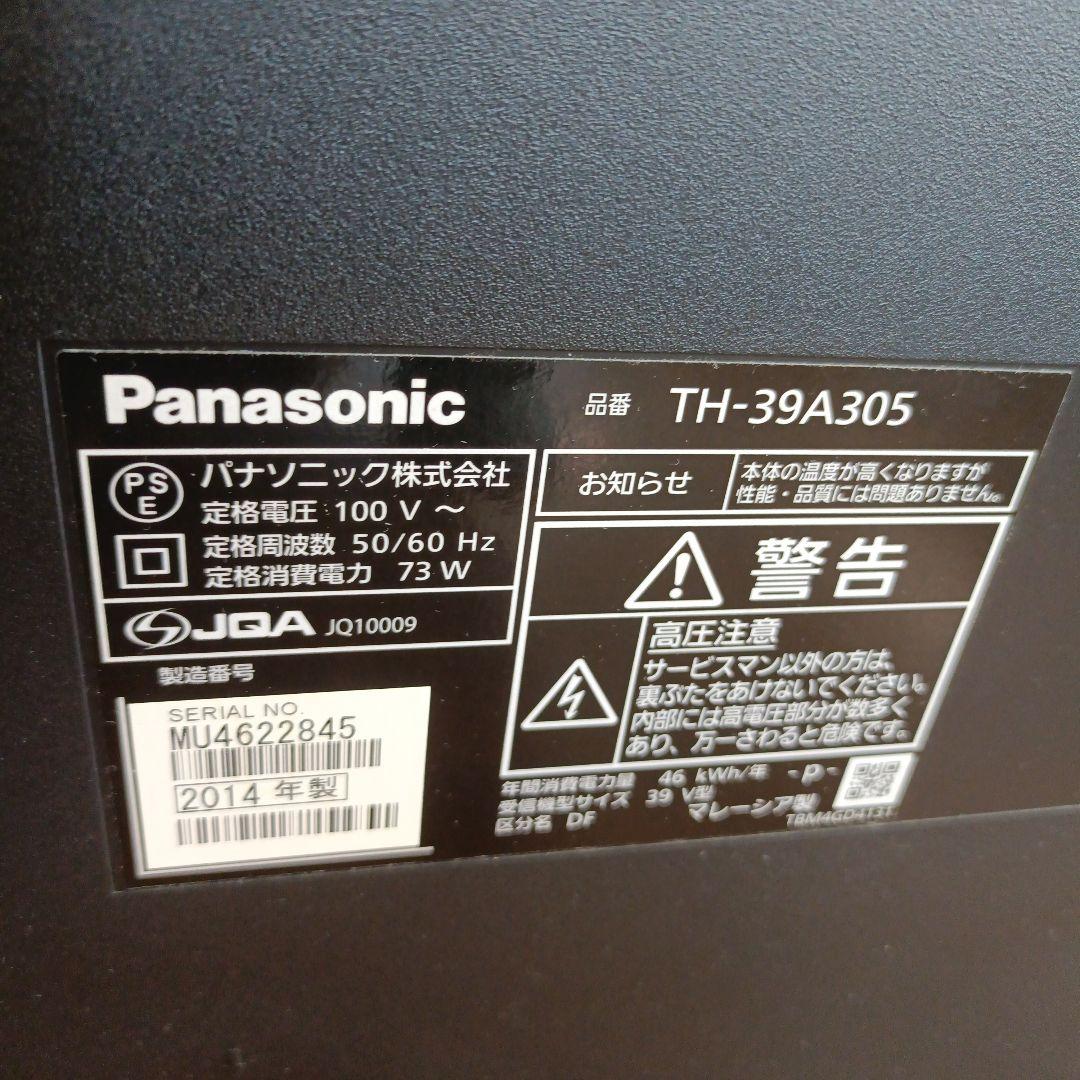 Panasonic
品番 TH-39A305
PS
E
パナソニック株式会社
定格電圧 100 V ～
定格周波数 50/60 Hz
定格消費電力 73 W
JQA JQ10009
製造番号
SERIAL NO.
MU4622845
2014 年製
お知らせ
本体の温度が高くなりますが
性能・品質には問題ありません。
警告
高圧注意
サービスマン以外の方は、
裏ぶたをあけないでください。
内部には高電圧部分が数多く
あり、万一さわると危険です。
年間消費電力量 46 kWh/年 -P-
受信機型サイズ 39 V型
区分名 DF マレーシア製
TBM4GD4131